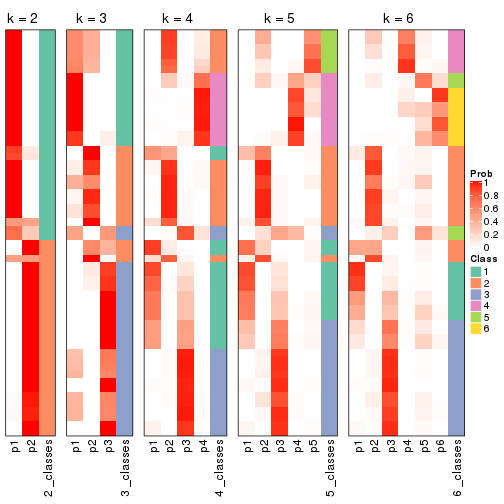 k = 2
k = 3
k = 4
k = 5
k = 6
Prob
1
0.8
0.6
0.4
0.2
0
Class
1
2
3
4
5
6
p1
p2
2_classes
p1
p2
p3
3_classes
p1
p2
p3
p4
4_classes
p1
p2
p3
p4
p5
5_classes
p1
p2
p3
p4
p5
p6
6_classes